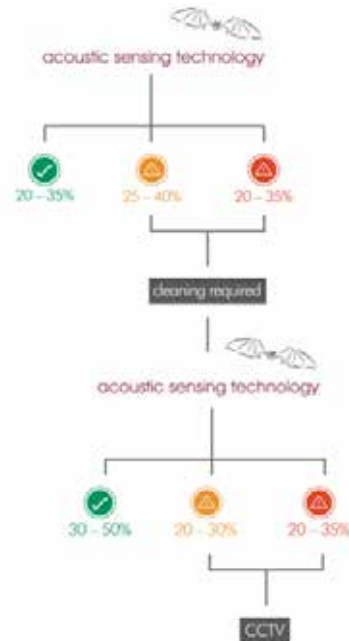 acoustic sensing technology
20 – 35%
25 – 40%
20 – 35%
cleaning required
acoustic sensing technology
30 – 50%
20 – 30%
20 – 35%
CCTV